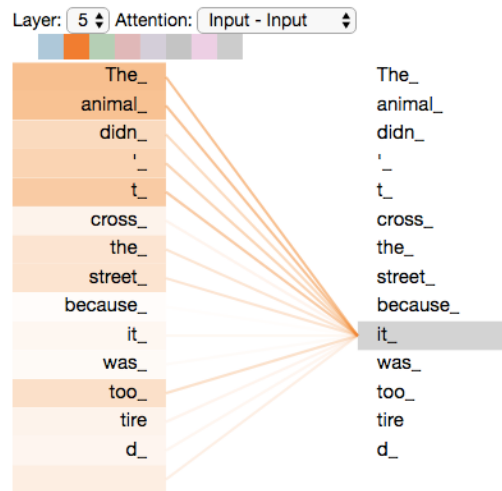 Layer: 5 Attention: Input - Input
The_ The_
animal_ animal_
didn_ didn_
'_ '_
t_ t_
cross_ cross_
the_ the_
street_ street_
because_ because_
it_ it_
was_ was_
too_ too_
tire tire
d_ d_